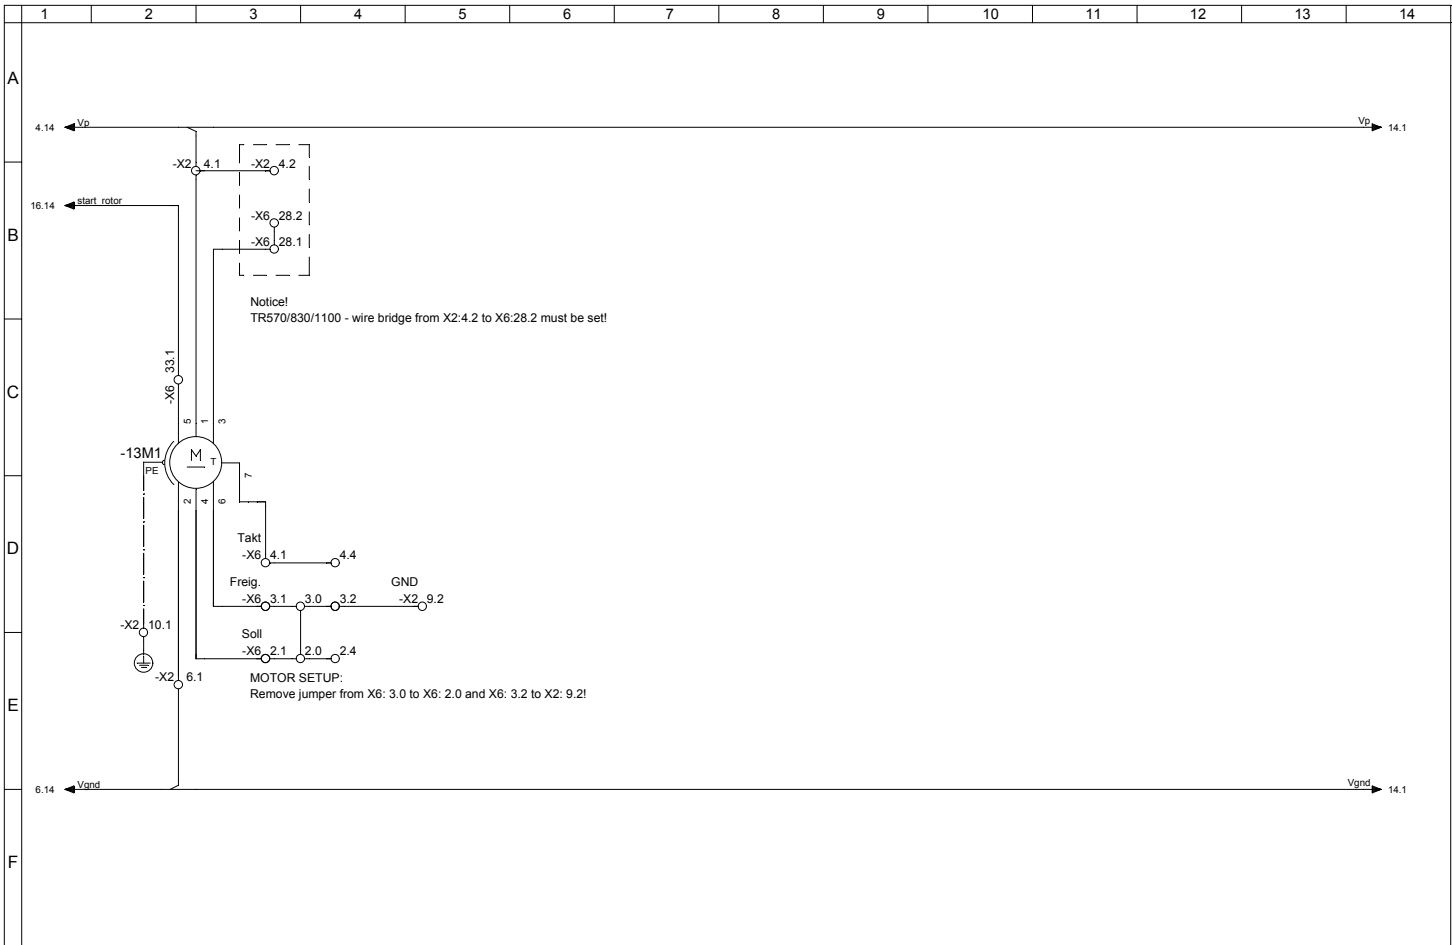 1 2 3 4 5 6 7 8 9 10 11 12 13 14
A
4.14 Vp Vp 14.1
-X2 4.1 -X2 4.2
16.14 start rotor
-X6 28.2
B
-X6 28.1
Notice!
TR570/830/1100 - wire bridge from X2:4.2 to X6:28.2 must be set!
-X6 33.1
C
5 1 3
-13M1 M T
PE 7
2 4 6
Takt
D
-X6 4.1 4.4
Freig. GND
-X6 3.1 3.0 3.2 -X2 9.2
-X2 10.1
Soll
-X6 2.1 2.0 2.4
-X2 6.1
MOTOR SETUP:
Remove jumper from X6: 3.0 to X6: 2.0 and X6: 3.2 to X2: 9.2!
E
6.14 Vgnd Vgnd 14.1
F